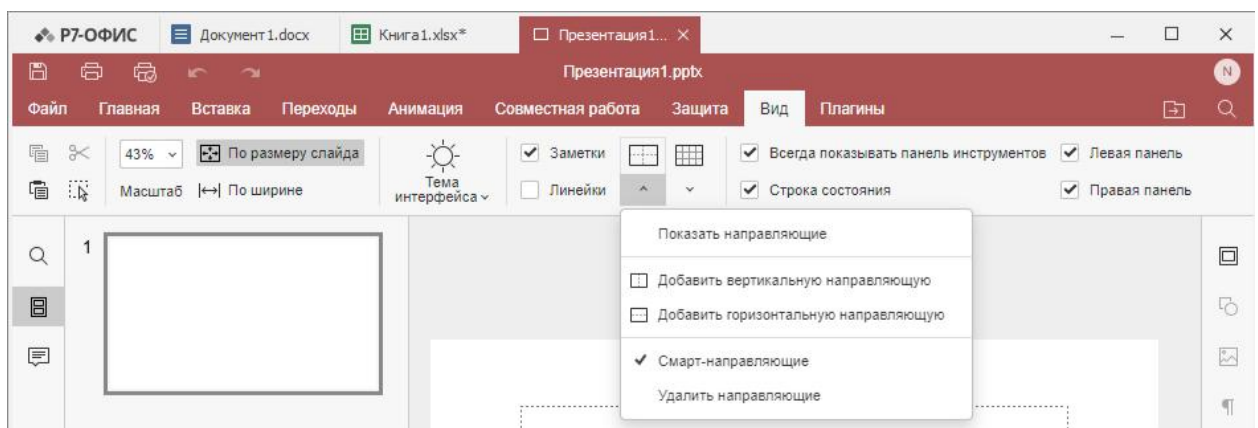 Р7-ОФИС Документ1.docx Книга1.xlsx* Презентация1...
Презентация1.pptx N
Файл Главная Вставка Переходы Анимация Совместная работа Защита Вид Плагины
43% По размеру слайда Заметки Всегда показывать панель инструментов Левая панель
Масштаб По ширине Тема интерфейса Линейки Строка состояния Правая панель
Показать направляющие
1
Добавить вертикальную направляющую
Добавить горизонтальную направляющую
Смарт-направляющие
Удалить направляющие